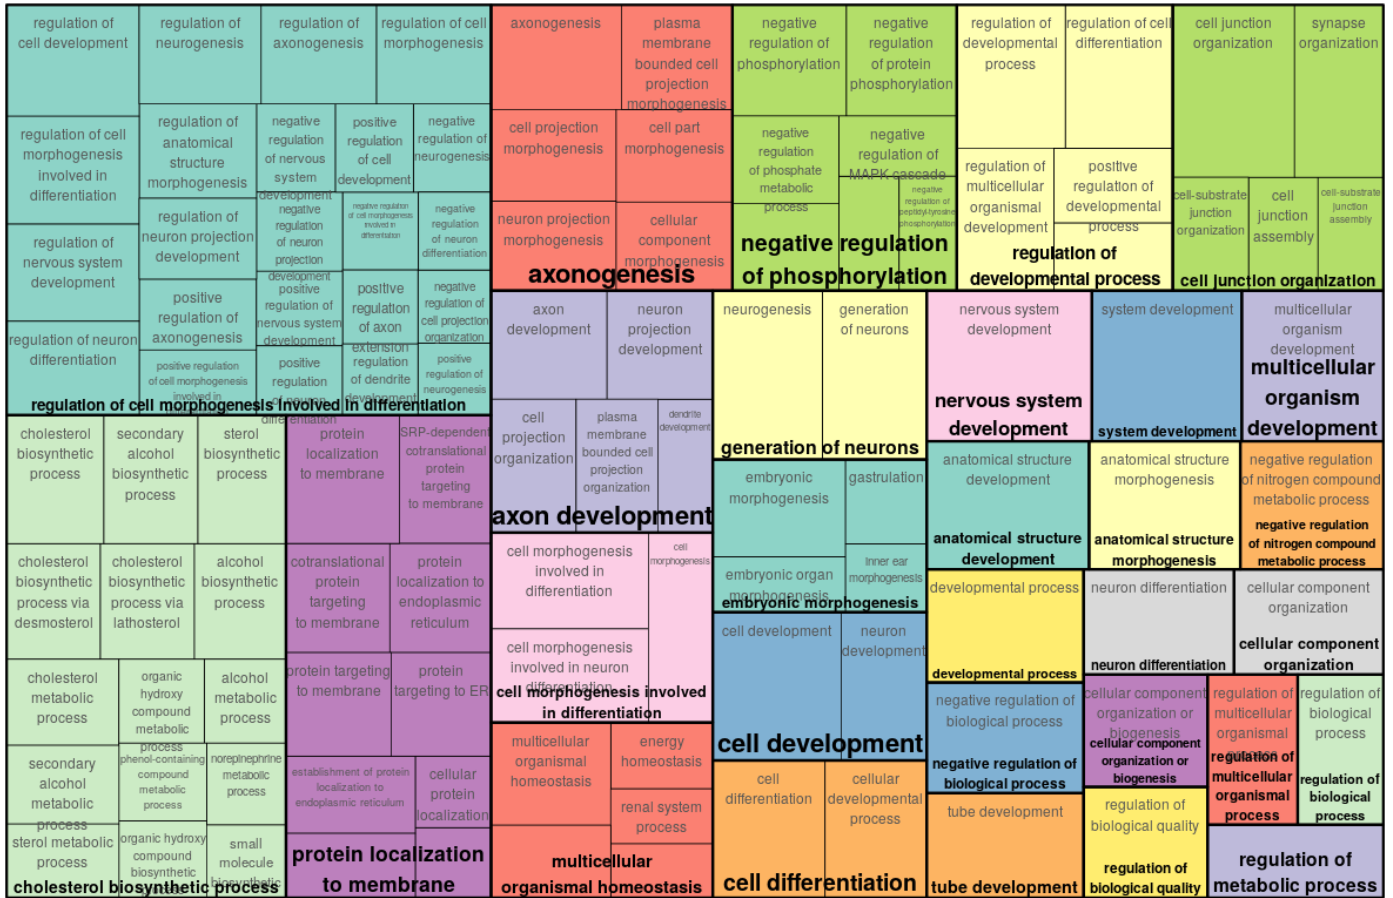 regulation of
cell development
regulation of
neurogenesis
regulation of
axonogenesis
regulation of cell
morphogenesis
regulation of cell
morphogenesis
involved in
differentiation
regulation of
anatomical
structure
morphogenesis
negative
regulation
of nervous
system
development
positive
regulation
of cell
development
negative
regulation of
neurogenesis
regulation of
nervous system
development
regulation of
neuron projection
development
negative
regulation
of neuron
projection
development
negative regulation
of cell morphogenesis
involved in
differentiation
negative
regulation
of neuron
differentiation
regulation of neuron
differentiation
positive
regulation of
axonogenesis
positive
regulation of
nervous system
development
positive
regulation
of axon
extension
negative
regulation of
cell projection
organization
positive regulation
of cell morphogenesis
involved in
positive
regulation
of neuron
differentiation
regulation
of dendrite
development
positive
regulation of
neurogenesis
regulation of cell morphogenesis involved in differentiation
axonogenesis
plasma
membrane
bounded cell
projection
morphogenesis
cell projection
morphogenesis
cell part
morphogenesis
neuron projection
morphogenesis
cellular
component
morphogenesis
axonogenesis
negative
regulation of
phosphorylation
negative
regulation
of protein
phosphorylation
negative
regulation
of phosphate
metabolic
process
negative
regulation of
MAPK cascade
negative
regulation of
peptidyl-tyrosine
phosphorylation
negative regulation
of phosphorylation
regulation of
developmental
process
regulation of cell
differentiation
regulation of
multicellular
organismal
development
positive
regulation of
developmental
process
regulation of
developmental process
cell junction
organization
synapse
organization
cell-substrate
junction
organization
cell
junction
assembly
cell-substrate
junction
assembly
cell junction organization
axon
development
neuron
projection
development
cell
projection
organization
plasma
membrane
bounded cell
projection
organization
dendrite
development
axon development
neurogenesis
generation
of neurons
generation of neurons
nervous system
development
nervous system
development
system development
system development
multicellular
organism
development
multicellular
organism
development
cholesterol
biosynthetic
process
secondary
alcohol
biosynthetic
process
sterol
biosynthetic
process
cholesterol
biosynthetic
process via
desmosterol
cholesterol
biosynthetic
process via
lathosterol
alcohol
biosynthetic
process
cholesterol
metabolic
process
organic
hydroxy
compound
metabolic
process
alcohol
metabolic
process
secondary
alcohol
metabolic
process
phenol-containing
compound
metabolic
process
norepinephrine
metabolic
process
sterol metabolic
process
organic hydroxy
compound
biosynthetic
process
small
molecule
biosynthetic
cholesterol biosynthetic process
protein
localization
to membrane
SRP-dependent
cotranslational
protein
targeting
to membrane
cotranslational
protein
targeting
to membrane
protein
localization to
endoplasmic
reticulum
protein targeting
to membrane
protein
targeting to ER
establishment of protein
localization to
endoplasmic reticulum
cellular
protein
localization
protein localization
to membrane
cell morphogenesis
involved in
differentiation
cell
morphogenesis
cell morphogenesis
involved in neuron
differentiation
cell morphogenesis involved
in differentiation
multicellular
organismal
homeostasis
energy
homeostasis
renal system
process
multicellular
organismal homeostasis
embryonic
morphogenesis
gastrulation
embryonic organ
morphogenesis
inner ear
morphogenesis
embryonic morphogenesis
cell development
neuron
development
cell development
cell
differentiation
cellular
developmental
process
cell differentiation
anatomical structure
development
anatomical structure
development
anatomical structure
morphogenesis
anatomical structure
morphogenesis
negative regulation
of nitrogen compound
metabolic process
negative regulation
of nitrogen compound
metabolic process
developmental process
developmental process
neuron differentiation
neuron differentiation
cellular component
organization
cellular component
organization
negative regulation of
biological process
negative regulation of
biological process
cellular component
organization or
biogenesis
cellular component
organization or
biogenesis
regulation of
multicellular
organismal
process
regulation of
multicellular
organismal
process
regulation of
biological
process
regulation of
biological
process
tube development
tube development
regulation of
biological quality
regulation of
biological quality
regulation of
metabolic process